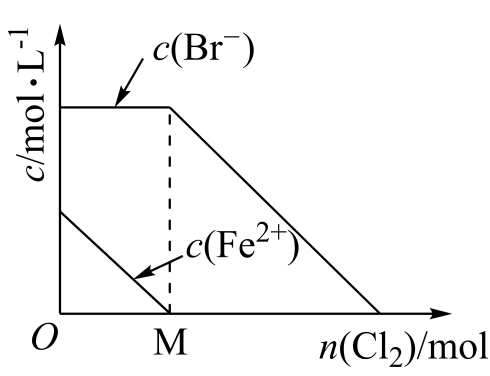 c(Br⁻)
c/mol·L⁻¹
c(Fe²⁺)
O
M
n(Cl₂)/mol